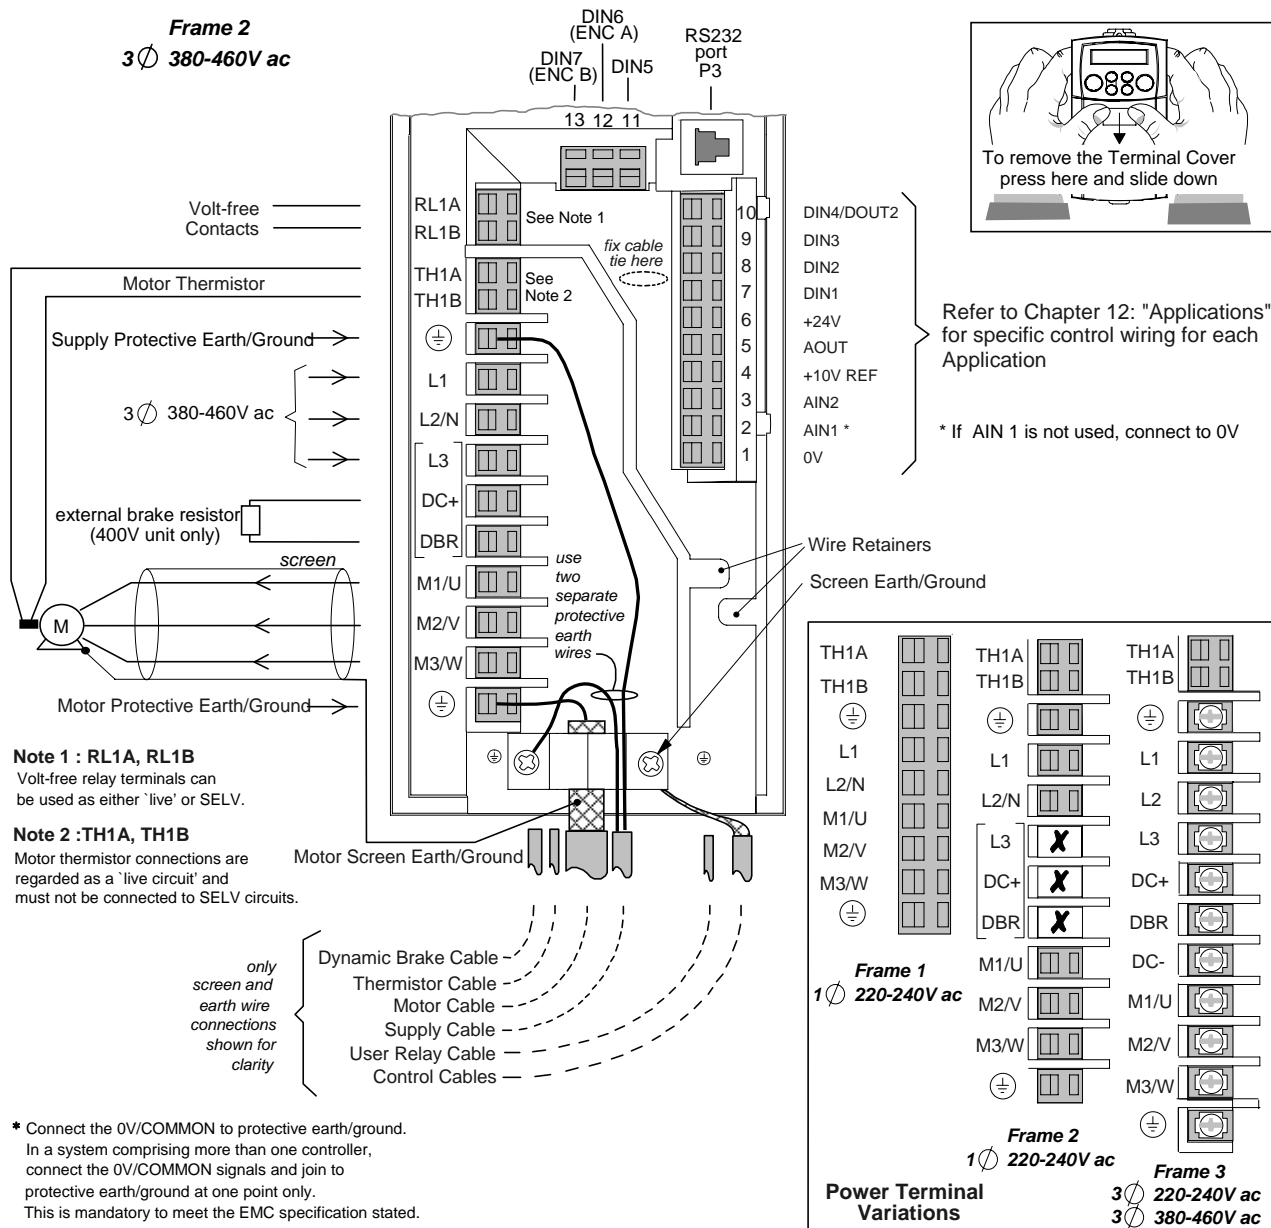 Frame 2
3 380-460V ac
DIN6
(ENC A)
DIN7
(ENC B)
DIN5
RS232
port
P3
13 12 11
To remove the Terminal Cover
press here and slide down
Volt-free
Contacts
RL1A
RL1B
See Note 1
Motor Thermistor
TH1A
TH1B
See
Note 2
fix cable
tie here
Supply Protective Earth/Ground
L1
3 380-460V ac
L2/N
L3
external brake resistor
(400V unit only)
DC+
DBR
screen
M1/U
M
M2/V
M3/W
Motor Protective Earth/Ground
use
two
separate
protective
earth
wires
10 DIN4/DOUT2
9 DIN3
8 DIN2
7 DIN1
6 +24V
5 AOUT
4 +10V REF
3 AIN2
2 AIN1 *
1 0V
Refer to Chapter 12: "Applications"
for specific control wiring for each
Application
* If AIN 1 is not used, connect to 0V
Wire Retainers
Screen Earth/Ground
Note 1 : RL1A, RL1B
Volt-free relay terminals can
be used as either `live' or SELV.
Note 2 :TH1A, TH1B
Motor thermistor connections are
regarded as a `live circuit' and
must not be connected to SELV circuits.
Motor Screen Earth/Ground
only
screen and
earth wire
connections
shown for
clarity
Dynamic Brake Cable
Thermistor Cable
Motor Cable
Supply Cable
User Relay Cable
Control Cables
* Connect the 0V/COMMON to protective earth/ground.
In a system comprising more than one controller,
connect the 0V/COMMON signals and join to
protective earth/ground at one point only.
This is mandatory to meet the EMC specification stated.
TH1A
TH1B
L1
L2/N
M1/U
M2/V
M3/W
Frame 1
1 220-240V ac
TH1A
TH1B
L1
L2/N
L3 X
DC+ X
DBR X
M1/U
M2/V
M3/W
Frame 2
1 220-240V ac
TH1A
TH1B
L1
L2
L3
DC+
DBR
DC-
M1/U
M2/V
M3/W
Frame 3
3 220-240V ac
3 380-460V ac
Power Terminal
Variations